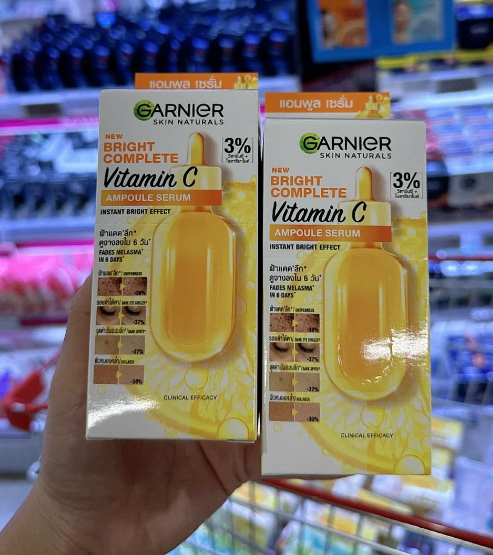 แอมพูล เซรั่ม
GARNIER
SKIN NATURALS
NEW
BRIGHT
COMPLETE
3%
Vitamin C
AMPOULE SERUM
INSTANT BRIGHT EFFECT
ฝ้าแดด*ลึก*
ดูจางลงใน 6 วัน*
FADES MELASMA*
IN 6 DAYS*
-37%
-37%
CLINICAL EFFICACY
แอมพูล เซรั่ม
GARNIER
SKIN NATURALS
NEW
BRIGHT
COMPLETE
3%
Vitamin C
AMPOULE SERUM
INSTANT BRIGHT EFFECT
ฝ้าแดด*ลึก*
ดูจางลงใน 6 วัน*
FADES MELASMA*
IN 6 DAYS*
-37%
-37%
CLINICAL EFFICACY